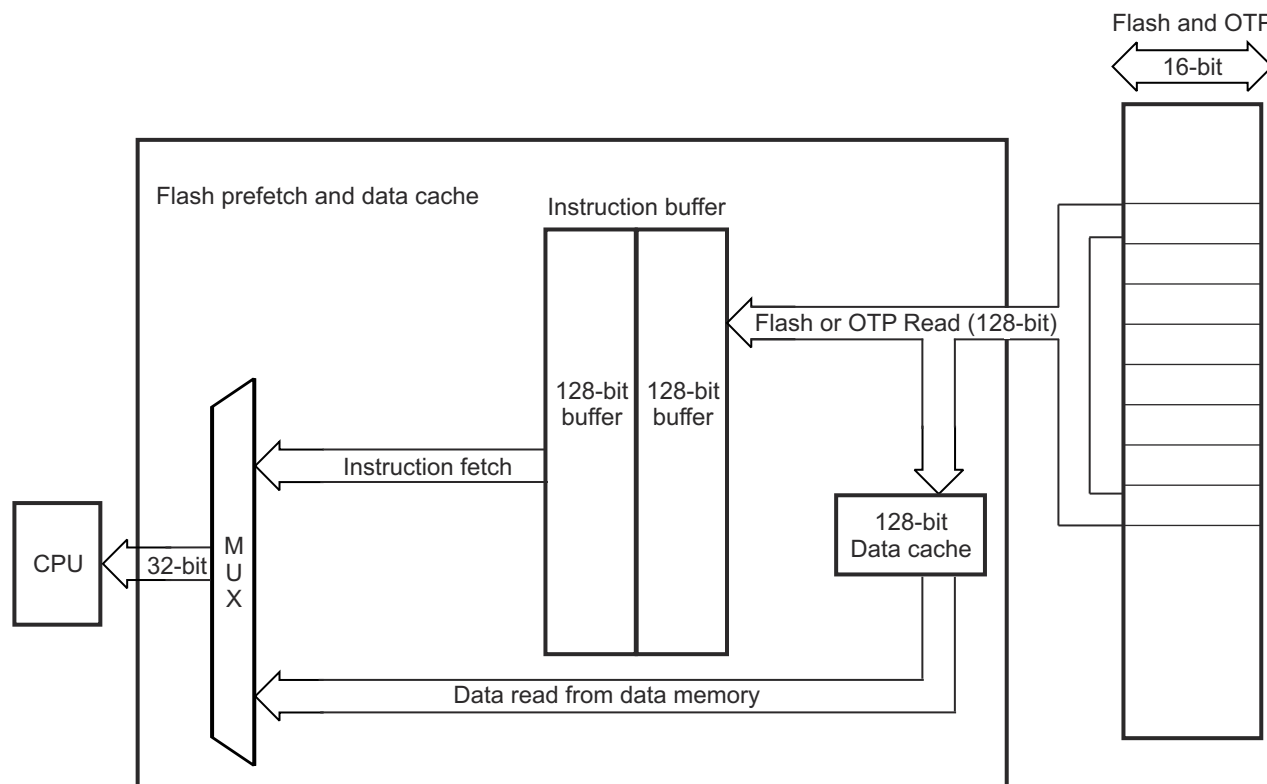 Flash and OTP
16-bit
Flash prefetch and data cache
Instruction buffer
Flash or OTP Read (128-bit)
128-bit
buffer
128-bit
buffer
Instruction fetch
128-bit
Data cache
CPU
32-bit
M
U
X
Data read from data memory